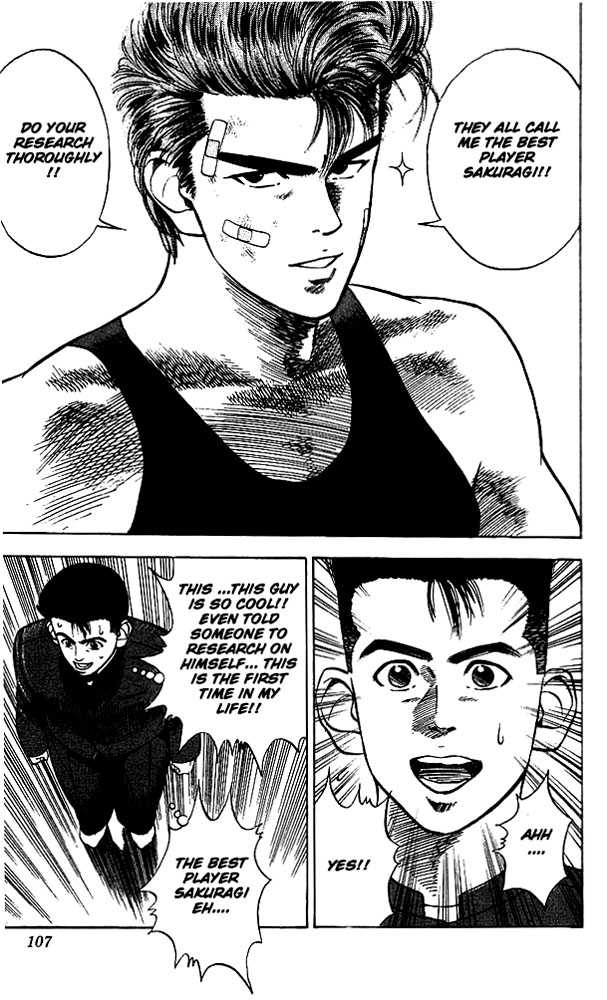 THEY ALL CALL
ME THE BEST
PLAYER
SAKURAGI!!
DO YOUR
RESEARCH
THOROUGHLY
!!
AHH
....
YES!!
THIS ...THIS GUY
IS SO COOL!!
EVEN TOLD
SOMEONE TO
RESEARCH ON
HIMSELF... THIS
IS THE FIRST
TIME IN MY
LIFE!!
THE BEST
PLAYER
SAKURAGI
EH....
107